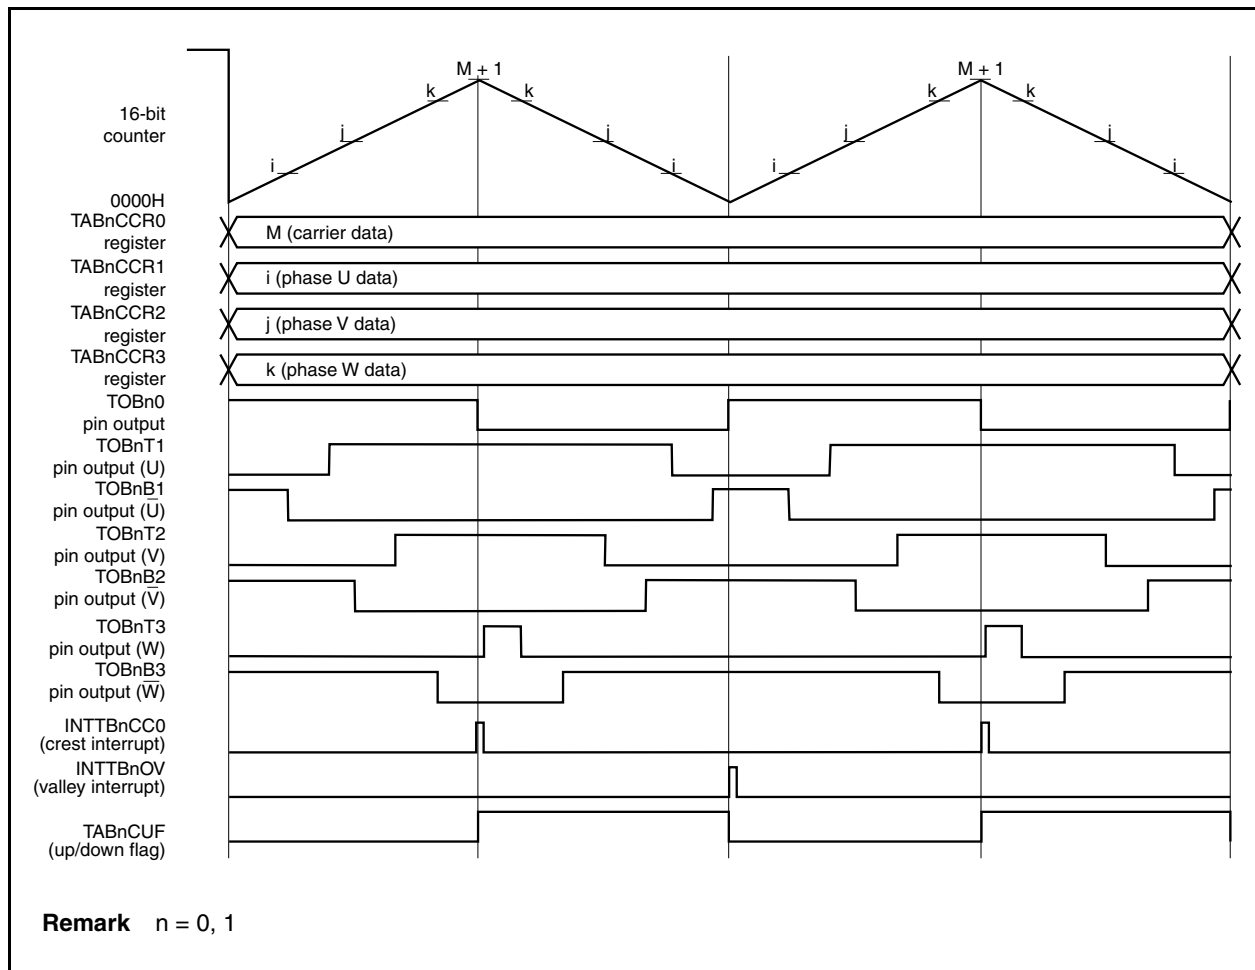 M + 1
M + 1
k
k
k
k
16-bit
counter
j
j
j
j
i
i
i
i
0000H
TABnCCR0
register
M (carrier data)
TABnCCR1
register
i (phase U data)
TABnCCR2
register
j (phase V data)
TABnCCR3
register
k (phase W data)
TOBn0
pin output
TOBnT1
pin output (U)
TOBnB1
pin output (U̅)
TOBnT2
pin output (V)
TOBnB2
pin output (V̅)
TOBnT3
pin output (W)
TOBnB3
pin output (W̅)
INTTBnCC0
(crest interrupt)
INTTBnOV
(valley interrupt)
TABnCUF
(up/down flag)
Remark n = 0, 1